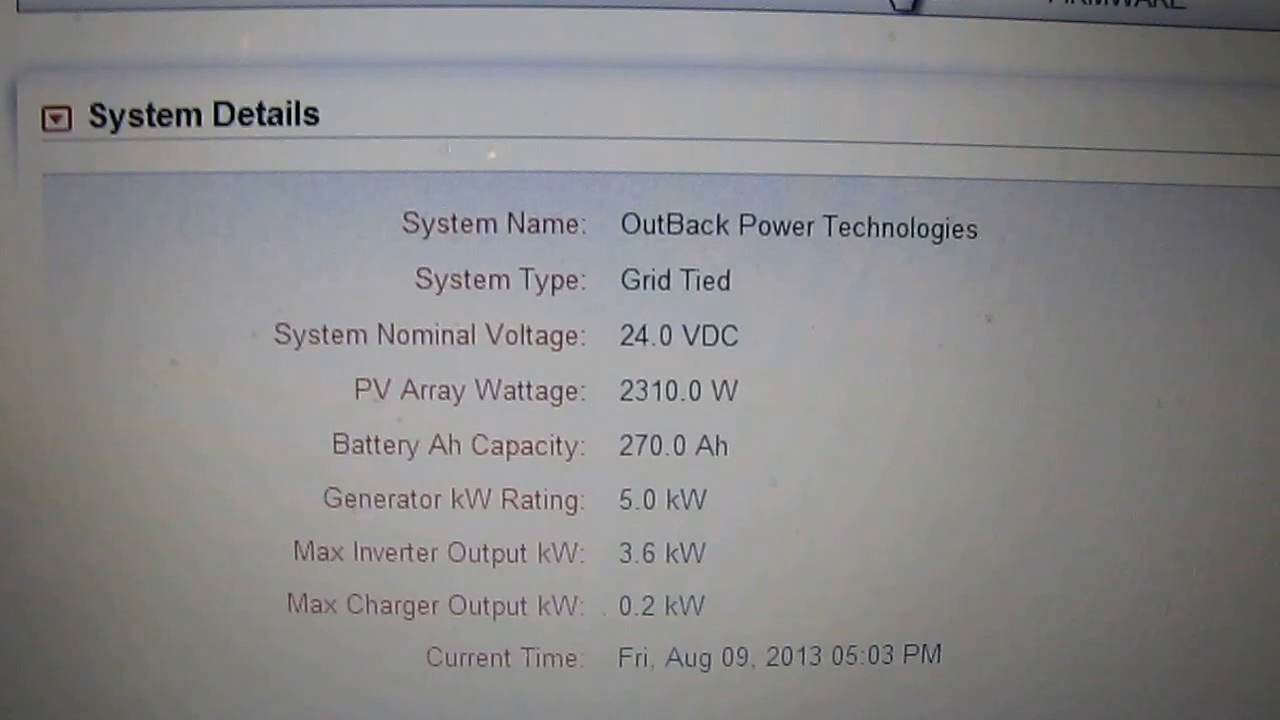 FIRMWARE
System Details
System Name: OutBack Power Technologies
System Type: Grid Tied
System Nominal Voltage: 24.0 VDC
PV Array Wattage: 2310.0 W
Battery Ah Capacity: 270.0 Ah
Generator kW Rating: 5.0 kW
Max Inverter Output kW: 3.6 kW
Max Charger Output kW: 0.2 kW
Current Time: Fri, Aug 09, 2013 05:03 PM